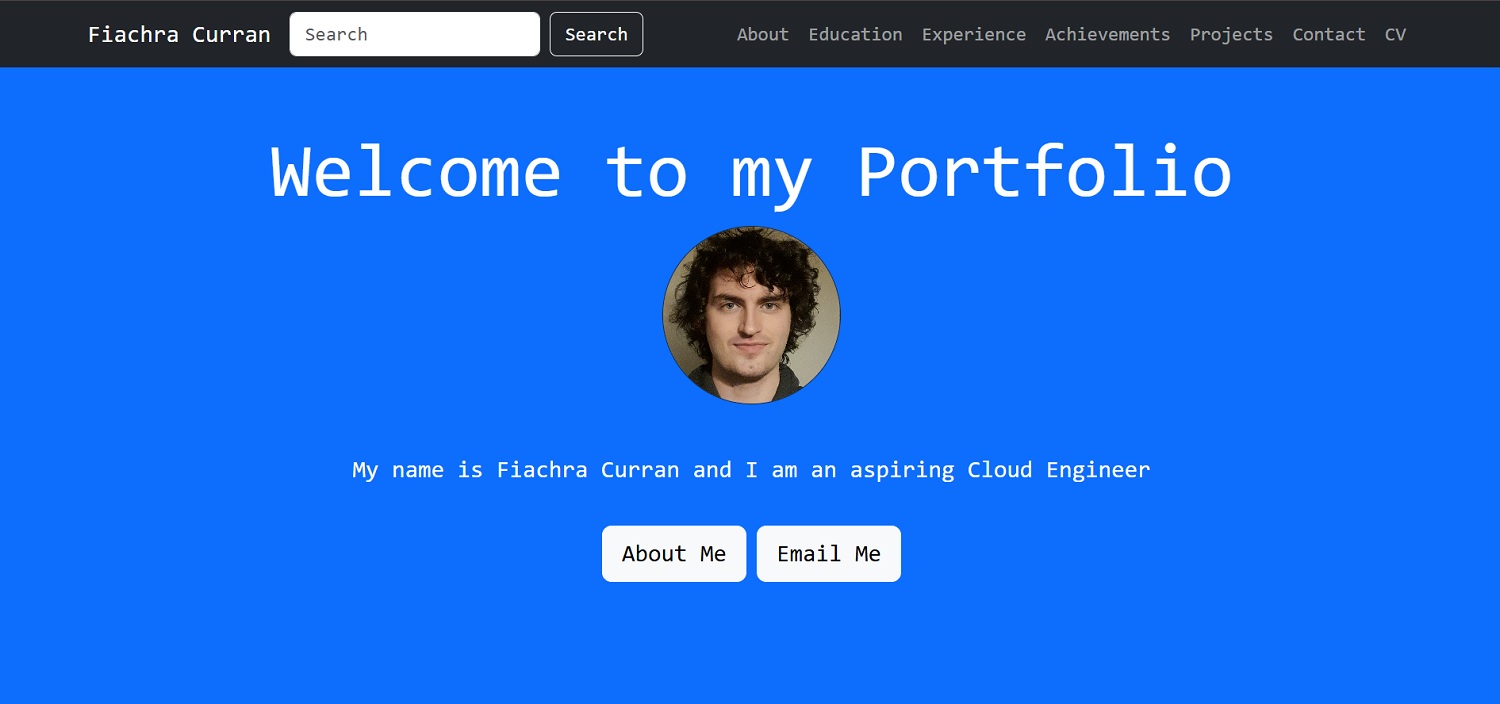 Fiachra Curran Search Search About Education Experience Achievements Projects Contact CV
Welcome to my Portfolio
My name is Fiachra Curran and I am an aspiring Cloud Engineer
About Me Email Me